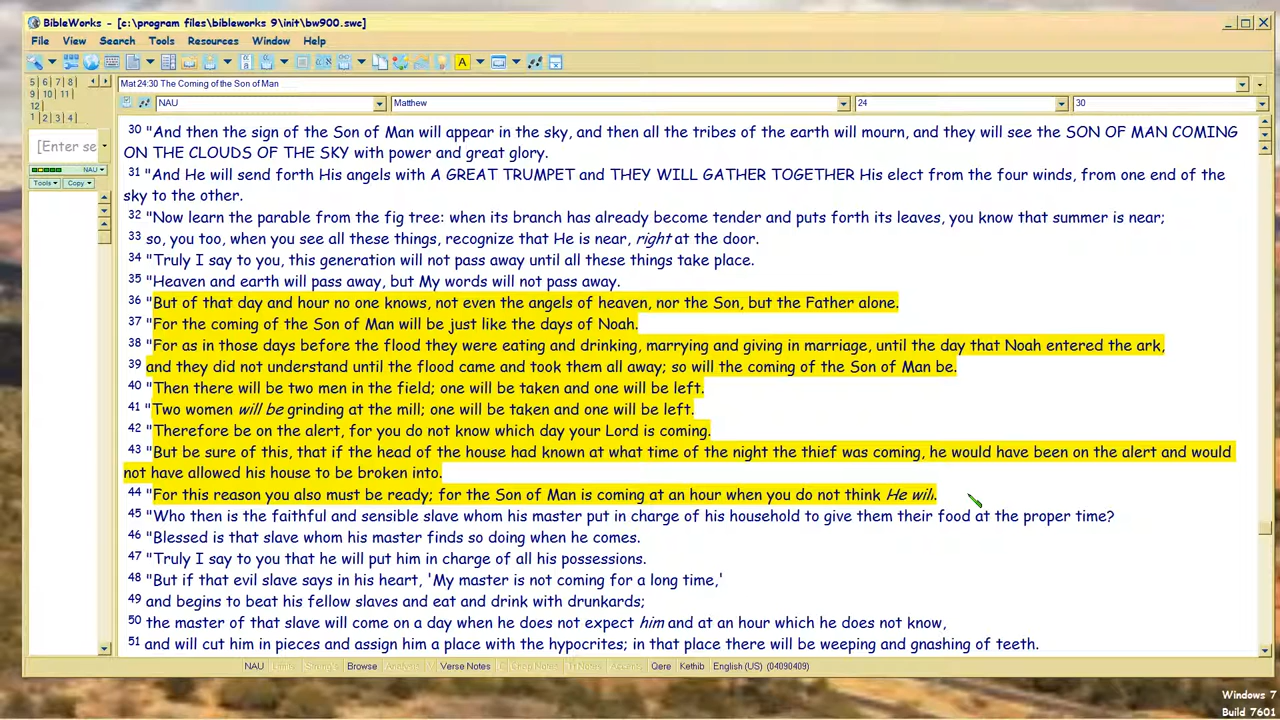 BibleWorks - [c:\program files\bibleworks 9\init\bw900.swc]
File View Search Tools Resources Window Help
5 | 6 | 7 | 8 |
9 | 10 | 11 |
12 |
1 | 2 | 3 | 4 |
Mat 24:30 The Coming of the Son of Man
NAU Matthew 24 30
[Enter se
NAU
Tools Copy
30 "And then the sign of the Son of Man will appear in the sky, and then all the tribes of the earth will mourn, and they will see the SON OF MAN COMING
ON THE CLOUDS OF THE SKY with power and great glory.
31 "And He will send forth His angels with A GREAT TRUMPET and THEY WILL GATHER TOGETHER His elect from the four winds, from one end of the
sky to the other.
32 "Now learn the parable from the fig tree: when its branch has already become tender and puts forth its leaves, you know that summer is near;
33 so, you too, when you see all these things, recognize that He is near, right at the door.
34 "Truly I say to you, this generation will not pass away until all these things take place.
35 "Heaven and earth will pass away, but My words will not pass away.
36 "But of that day and hour no one knows, not even the angels of heaven, nor the Son, but the Father alone.
37 "For the coming of the Son of Man will be just like the days of Noah.
38 "For as in those days before the flood they were eating and drinking, marrying and giving in marriage, until the day that Noah entered the ark,
39 and they did not understand until the flood came and took them all away; so will the coming of the Son of Man be.
40 "Then there will be two men in the field; one will be taken and one will be left.
41 "Two women will be grinding at the mill; one will be taken and one will be left.
42 "Therefore be on the alert, for you do not know which day your Lord is coming.
43 "But be sure of this, that if the head of the house had known at what time of the night the thief was coming, he would have been on the alert and would
not have allowed his house to be broken into.
44 "For this reason you also must be ready; for the Son of Man is coming at an hour when you do not think He will.
45 "Who then is the faithful and sensible slave whom his master put in charge of his household to give them their food at the proper time?
46 "Blessed is that slave whom his master finds so doing when he comes.
47 "Truly I say to you that he will put him in charge of all his possessions.
48 "But if that evil slave says in his heart, 'My master is not coming for a long time,'
49 and begins to beat his fellow slaves and eat and drink with drunkards;
50 the master of that slave will come on a day when he does not expect him and at an hour which he does not know,
51 and will cut him in pieces and assign him a place with the hypocrites; in that place there will be weeping and gnashing of teeth.
NAU Limits Strong's Browse Analysis V Verse Notes Chap Notes Accents Qere Kethib English (US) (04090409)
Windows 7
Build 7601